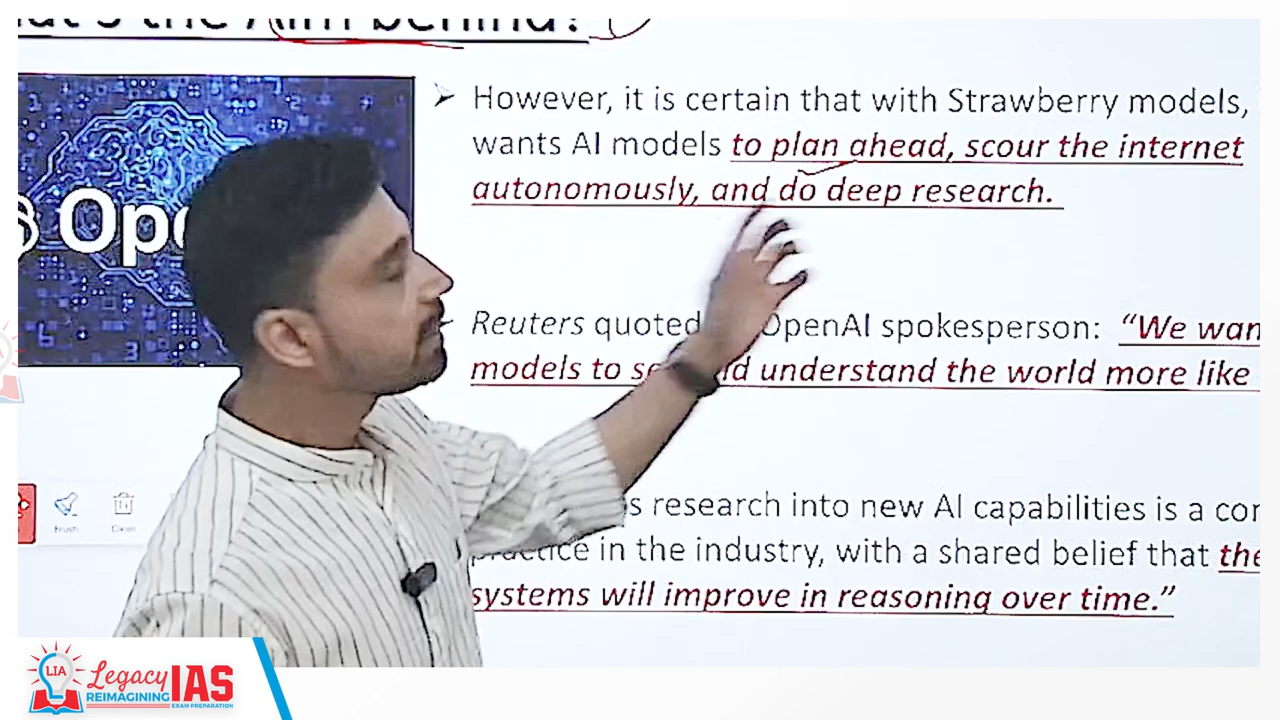 What's the Aim behind?
However, it is certain that with Strawberry models,
wants AI models to plan ahead, scour the internet
autonomously, and do deep research.
Reuters quoted OpenAI spokesperson: "We wan
models to se nd understand the world more like
s research into new AI capabilities is a con
practice in the industry, with a shared belief that the
systems will improve in reasoning over time."
Ope
Brush Clean
LIA Legacy IAS
REIMAGINING
EXAM PREPARATION